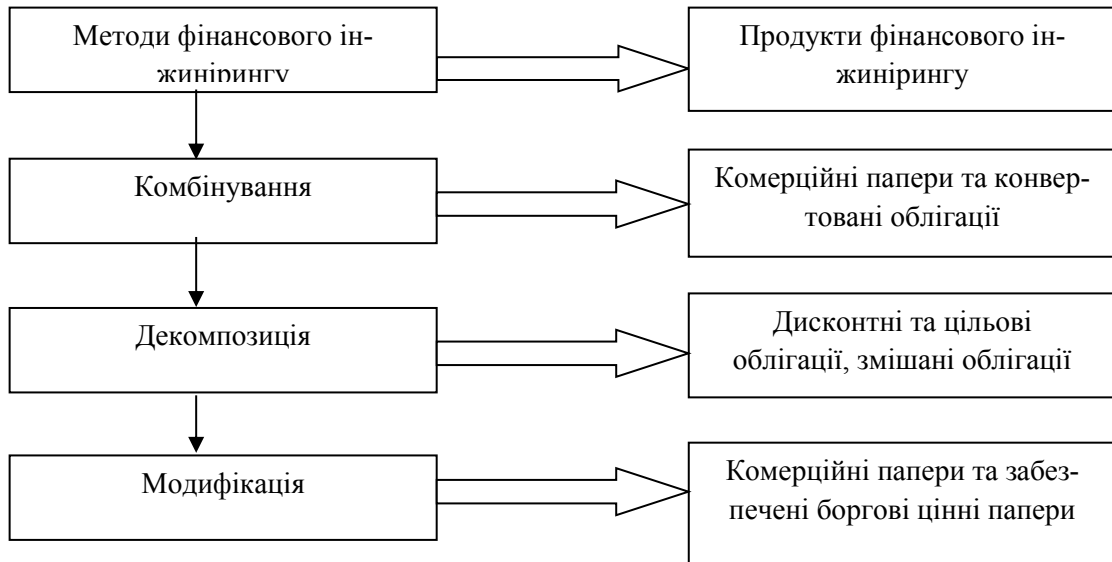 Методи фінансового ін-
жинірингу
Продукти фінансового ін-
жинірингу
Комбінування
Комерційні папери та конвер-
товані облігації
Декомпозиція
Дисконтні та цільові
облігації, змішані облігації
Модифікація
Комерційні папери та забез-
печені боргові цінні папери